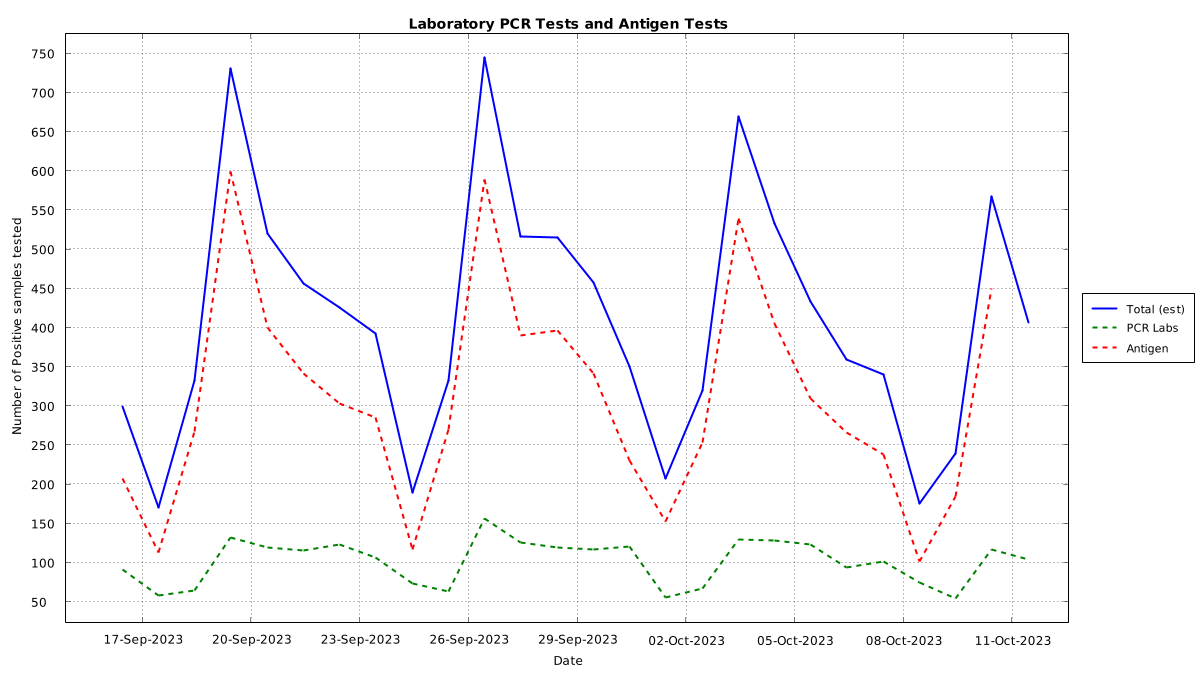 Laboratory PCR Tests and Antigen Tests
Number of Positive samples tested
750
700
650
600
550
500
450
400
350
300
250
200
150
100
50
17-Sep-2023 20-Sep-2023 23-Sep-2023 26-Sep-2023 29-Sep-2023 02-Oct-2023 05-Oct-2023 08-Oct-2023 11-Oct-2023
Date
Total (est)
PCR Labs
Antigen